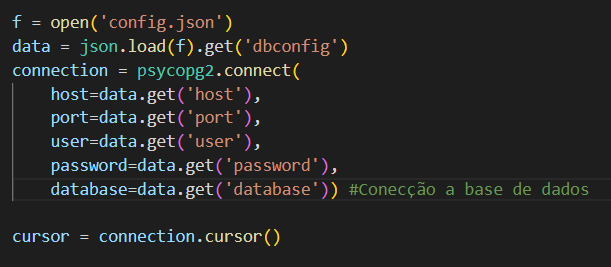 f = open('config.json')
data = json.load(f).get('dbconfig')
connection = psycopg2.connect(
    host=data.get('host'),
    port=data.get('port'),
    user=data.get('user'),
    password=data.get('password'),
    database=data.get('database')) #Conecção a base de dados
cursor = connection.cursor()